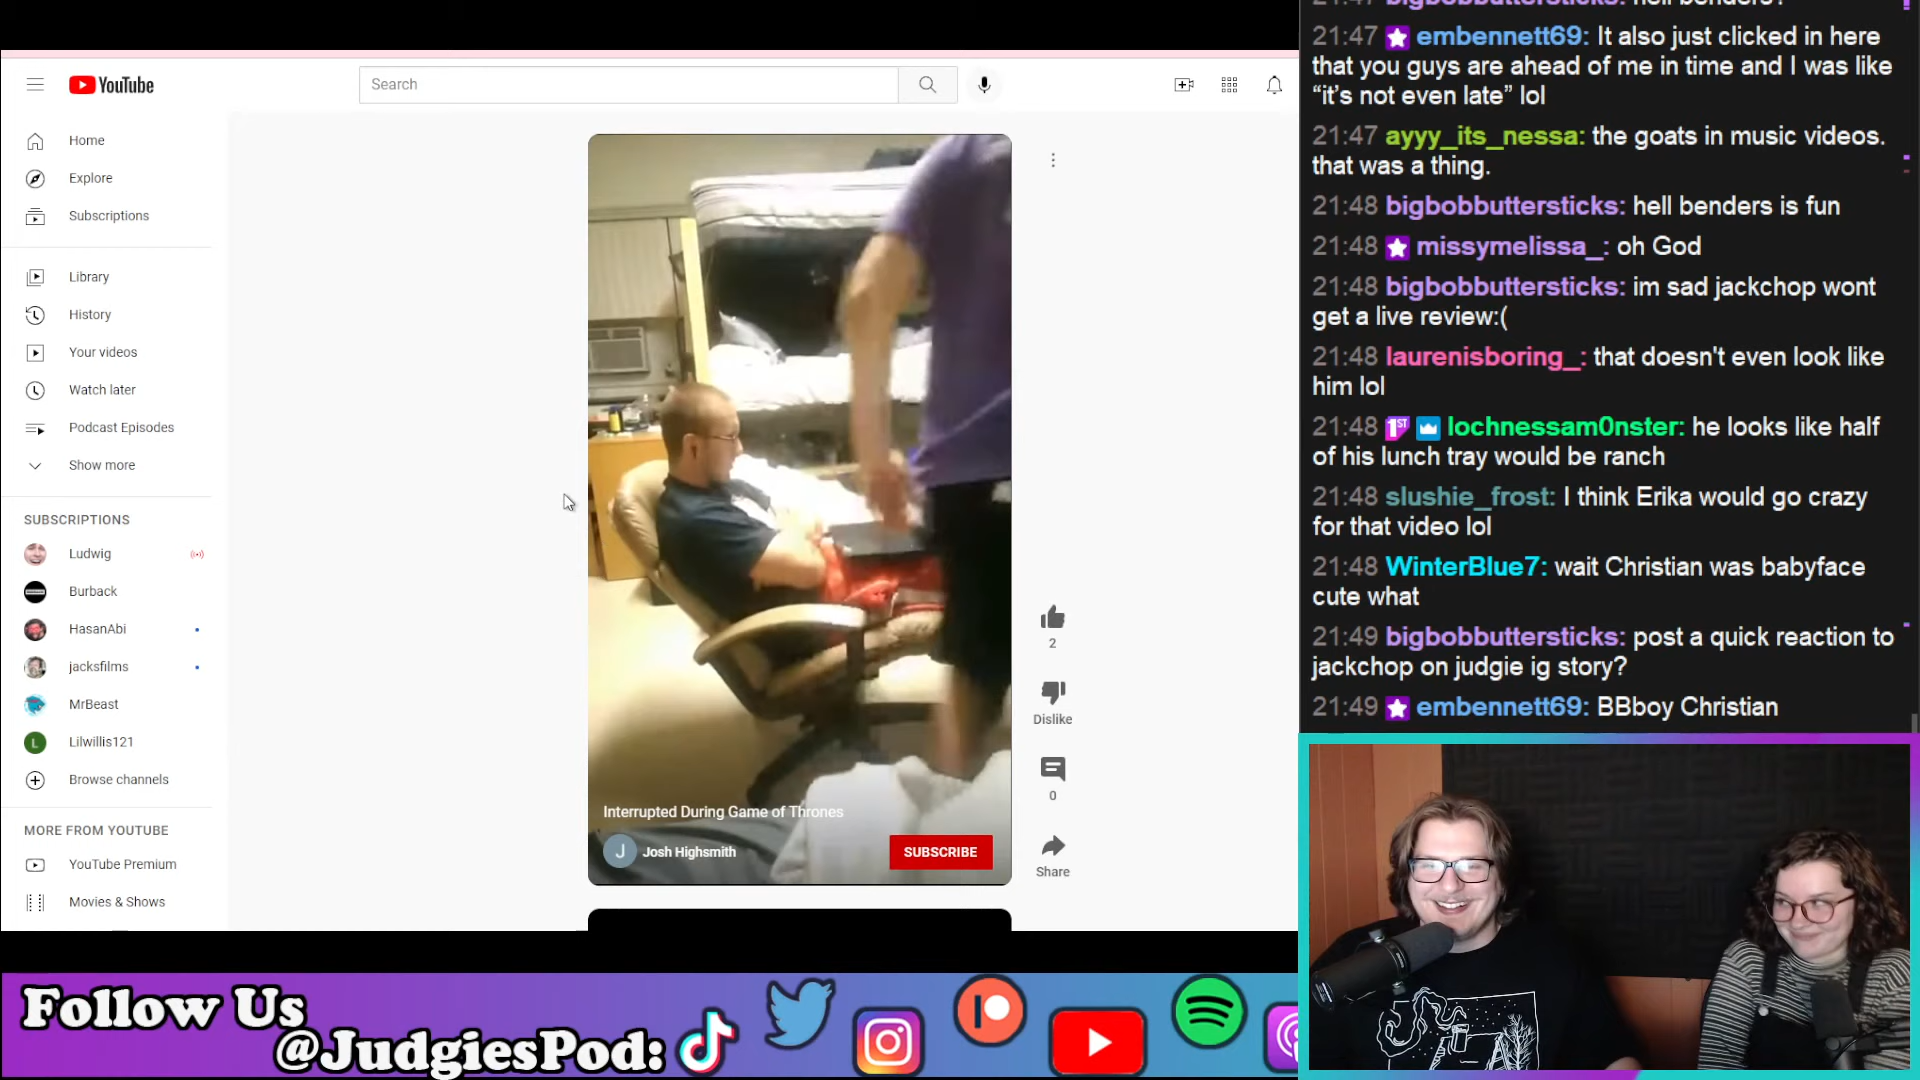 YouTube
Search
Home
Explore
Subscriptions
Library
History
Your videos
Watch later
Podcast Episodes
Show more
SUBSCRIPTIONS
Ludwig
Burback
HasanAbi
jacksfilms
MrBeast
L Lilwillis121
Browse channels
MORE FROM YOUTUBE
YouTube Premium
Movies & Shows
2
Dislike
0
Share
Interrupted During Game of Thrones
J Josh Highsmith
SUBSCRIBE
21:47 embennett69: It also just clicked in here
that you guys are ahead of me in time and I was like
“it’s not even late” lol
21:47 ayyy_its_nessa: the goats in music videos.
that was a thing.
21:48 bigbobbuttersticks: hell benders is fun
21:48 missymelissa_: oh God
21:48 bigbobbuttersticks: im sad jackchop wont
get a live review:(
21:48 laurenisboring_: that doesn't even look like
him lol
21:48 1ST lochnessam0nster: he looks like half
of his lunch tray would be ranch
21:48 slushie_frost: I think Erika would go crazy
for that video lol
21:48 WinterBlue7: wait Christian was babyface
cute what
21:49 bigbobbuttersticks: post a quick reaction to
jackchop on judgie ig story?
21:49 embennett69: BBboy Christian
Follow Us
@JudgiesPod: